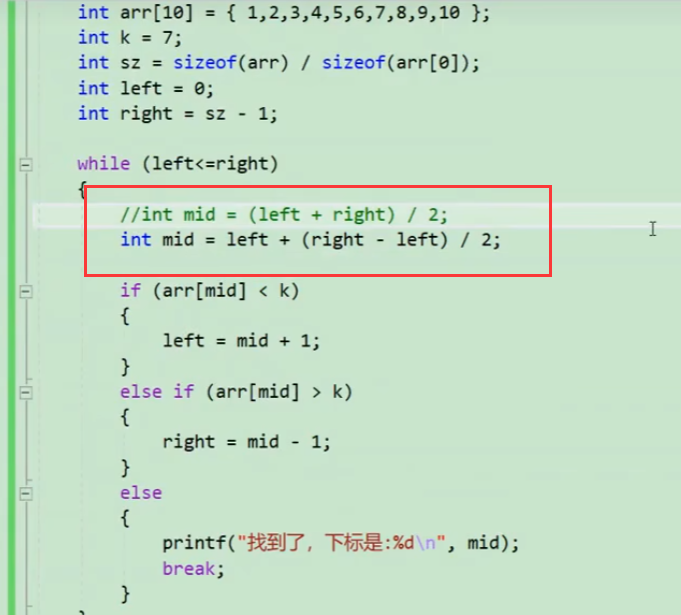 int arr[10] = { 1,2,3,4,5,6,7,8,9,10 };
int k = 7;
int sz = sizeof(arr) / sizeof(arr[0]);
int left = 0;
int right = sz - 1;
while (left<=right)
{
//int mid = (left + right) / 2;
int mid = left + (right - left) / 2;
if (arr[mid] < k)
{
left = mid + 1;
}
else if (arr[mid] > k)
{
right = mid - 1;
}
else
{
printf("找到了, 下标是:%d\n", mid);
break;
}